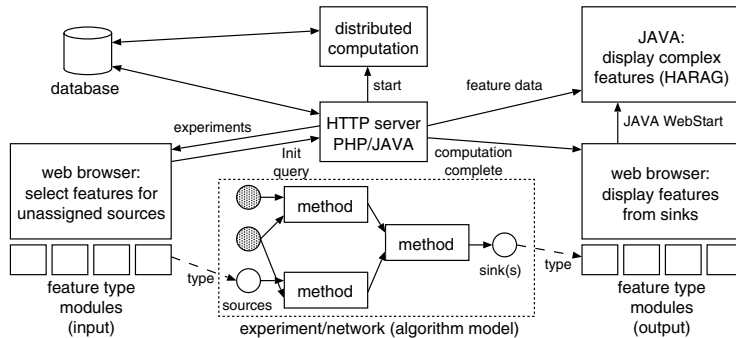 distributed
computation
database
JAVA:
display complex
features (HARAG)
start
feature data
experiments
HTTP server
PHP/JAVA
JAVA WebStart
Init
query
computation
complete
web browser:
select features for
unassigned sources
web browser:
display features
from sinks
method
method
method
type
sources
sink(s)
type
feature type
modules
(input)
experiment/network (algorithm model)
feature type
modules
(output)